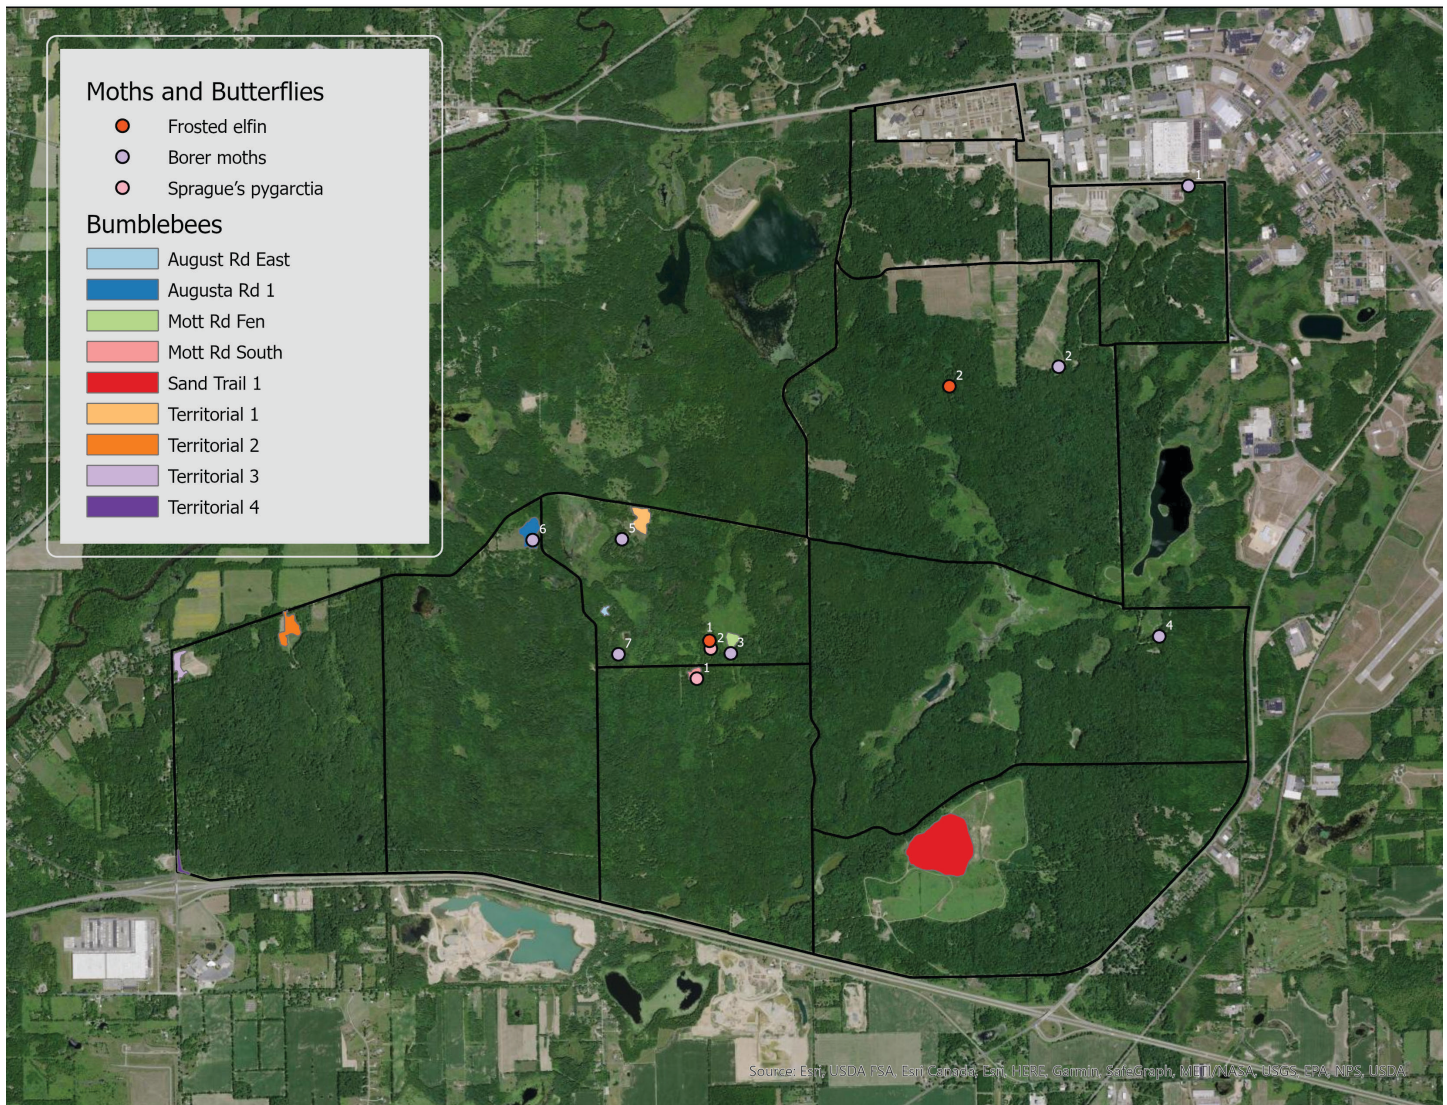 Moths and Butterflies
Frosted elfin
Borer moths
Sprague's pygarctia
Bumblebees
August Rd East
Augusta Rd 1
Mott Rd Fen
Mott Rd South
Sand Trail 1
Territorial 1
Territorial 2
Territorial 3
Territorial 4
1
2
2
6
5
1
2
3
7
4
1
Source: Esri, USDA FSA, Esri Canada, Esri, HERE, Garmin, SafeGraph, METI/NASA, USGS, EPA, NPS, USDA